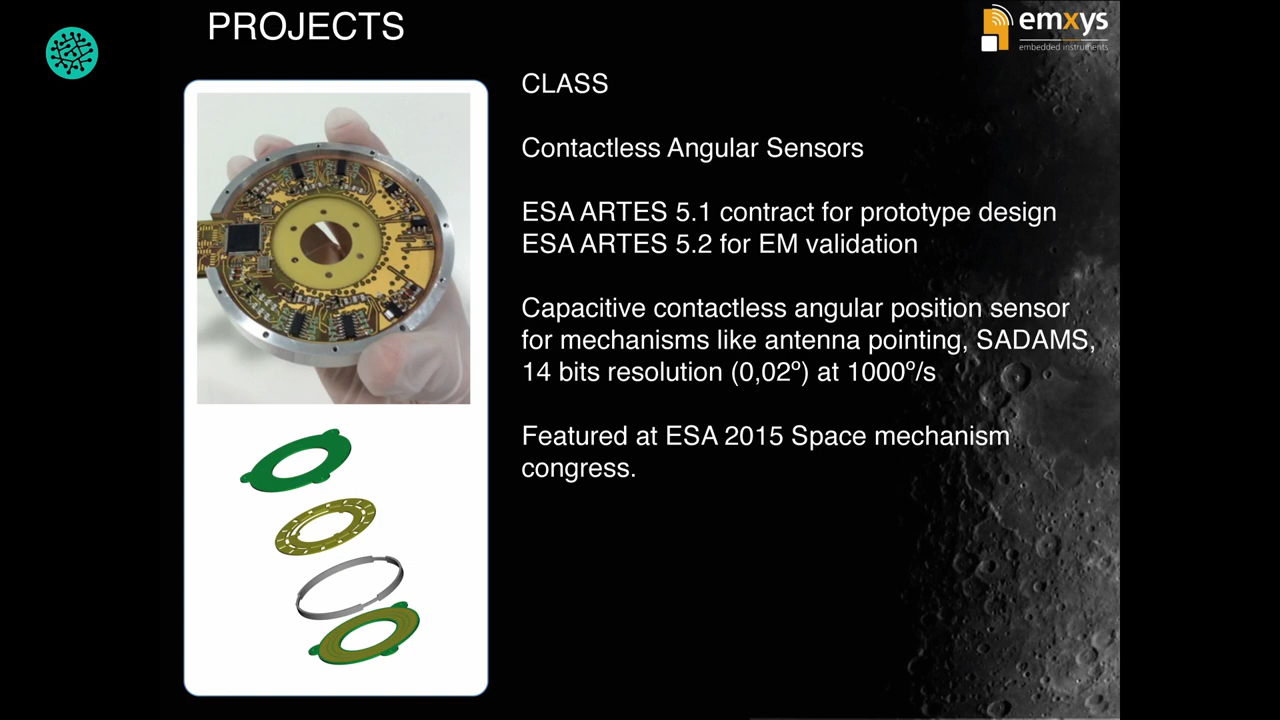 PROJECTS
emxys
embedded instruments
CLASS
Contactless Angular Sensors
ESA ARTES 5.1 contract for prototype design
ESA ARTES 5.2 for EM validation
Capacitive contactless angular position sensor
for mechanisms like antenna pointing, SADAMS,
14 bits resolution (0,02º) at 1000º/s
Featured at ESA 2015 Space mechanism
congress.